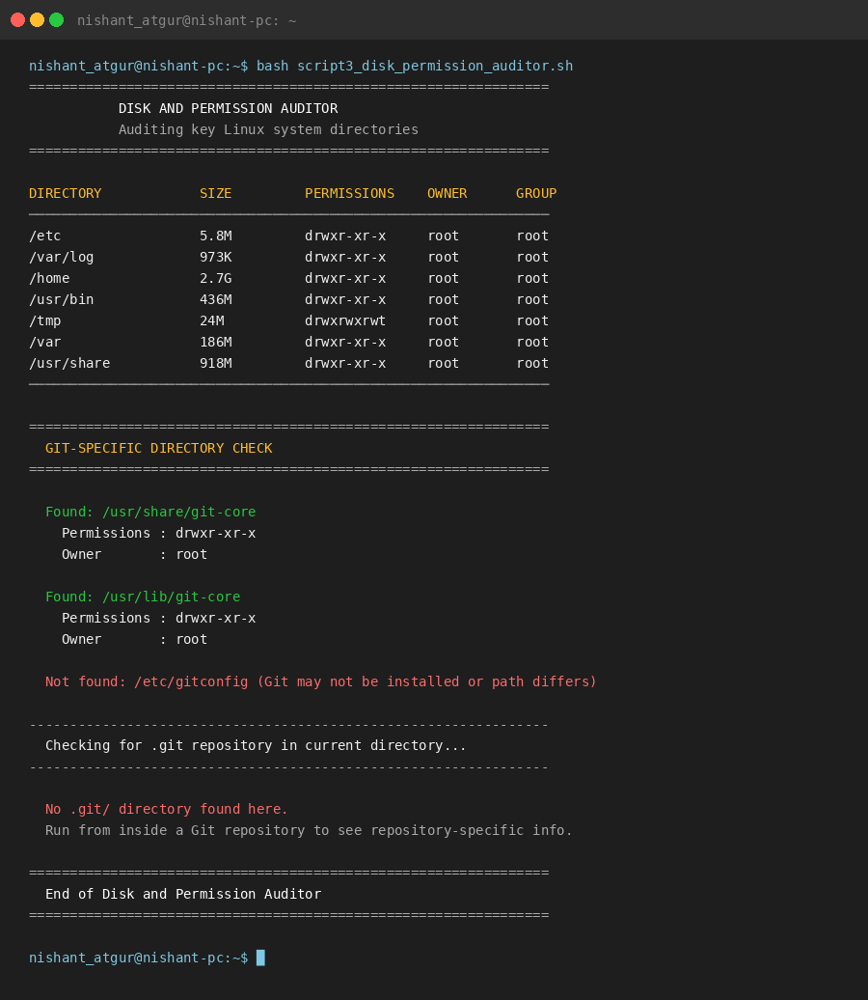 nishant_atgur@nishant-pc: ~
nishant_atgur@nishant-pc:~$ bash script3_disk_permission_auditor.sh
================================================================
DISK AND PERMISSION AUDITOR
Auditing key Linux system directories
================================================================
DIRECTORY            SIZE         PERMISSIONS    OWNER      GROUP
────────────────────────────────────────────────────────────────
/etc                 5.8M         drwxr-xr-x     root       root
/var/log             973K         drwxr-xr-x     root       root
/home                2.7G         drwxr-xr-x     root       root
/usr/bin             436M         drwxr-xr-x     root       root
/tmp                 24M          drwxrwxrwt     root       root
/var                 186M         drwxr-xr-x     root       root
/usr/share           918M         drwxr-xr-x     root       root
────────────────────────────────────────────────────────────────
================================================================
GIT-SPECIFIC DIRECTORY CHECK
================================================================
Found: /usr/share/git-core
Permissions : drwxr-xr-x
Owner       : root
Found: /usr/lib/git-core
Permissions : drwxr-xr-x
Owner       : root
Not found: /etc/gitconfig (Git may not be installed or path differs)
----------------------------------------------------------------
Checking for .git repository in current directory...
----------------------------------------------------------------
No .git/ directory found here.
Run from inside a Git repository to see repository-specific info.
================================================================
End of Disk and Permission Auditor
================================================================
nishant_atgur@nishant-pc:~$